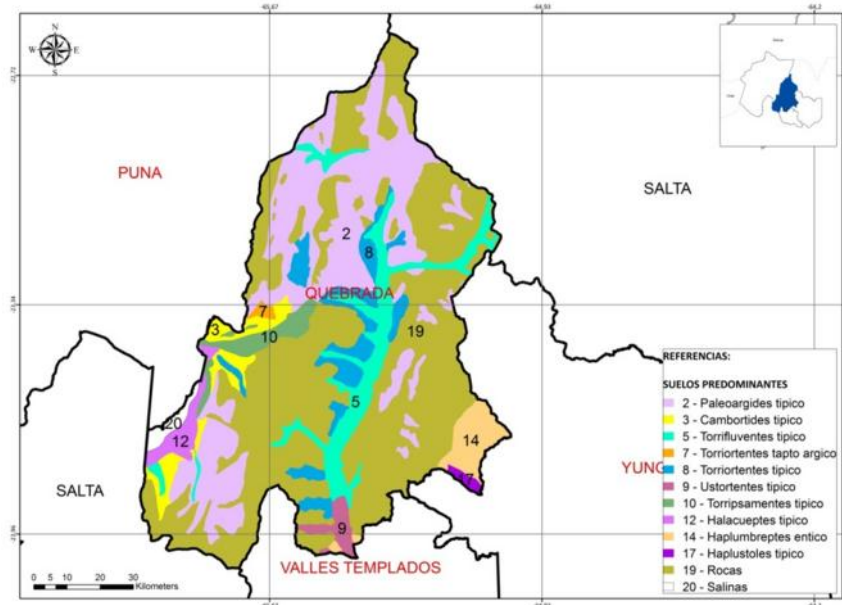 N
W E
S
-22,72
PUNA
SALTA
2
8
QUEBRADA
7
3
10
19
5
20
12
14
17
SALTA
YUNG
9
VALLES TEMPLADOS
0 5 10 20 30
Kilometers
REFERENCIAS:
SUELOS PREDOMINANTES
2 - Paleoargides tipico
3 - Cambortides tipico
5 - Torrifluventes tipico
7 - Torriortentes tapto argico
8 - Torriortentes tipico
9 - Ustortentes tipico
10 - Torripsamentes tipico
12 - Halacueptes tipico
14 - Haplumbreptes entico
17 - Haplustoles tipico
19 - Rocas
20 - Salinas